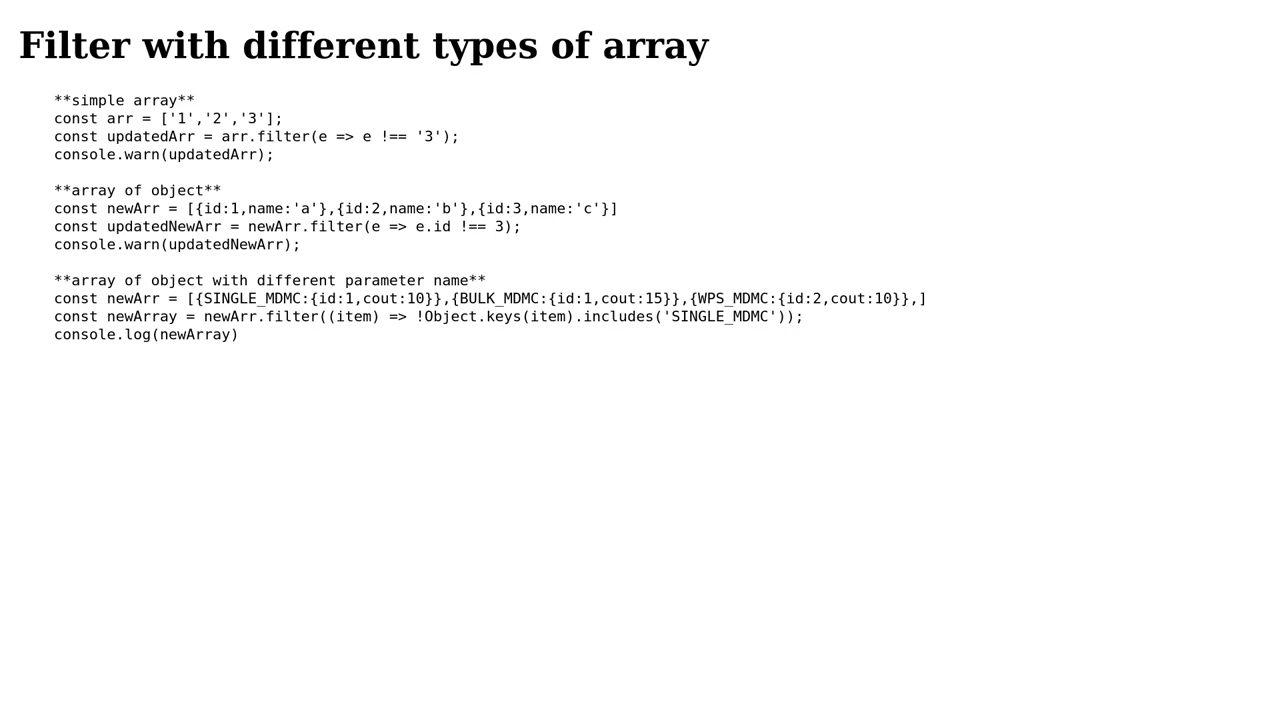 Filter with different types of array
**simple array**
const arr = ['1','2','3'];
const updatedArr = arr.filter(e => e !== '3');
console.warn(updatedArr);
**array of object**
const newArr = [{id:1,name:'a'},{id:2,name:'b'},{id:3,name:'c'}]
const updatedNewArr = newArr.filter(e => e.id !== 3);
console.warn(updatedNewArr);
**array of object with different parameter name**
const newArr = [{SINGLE_MDMC:{id:1,cout:10}},{BULK_MDMC:{id:1,cout:15}},{WPS_MDMC:{id:2,cout:10}},]
const newArray = newArr.filter((item) => !Object.keys(item).includes('SINGLE_MDMC'));
console.log(newArray)